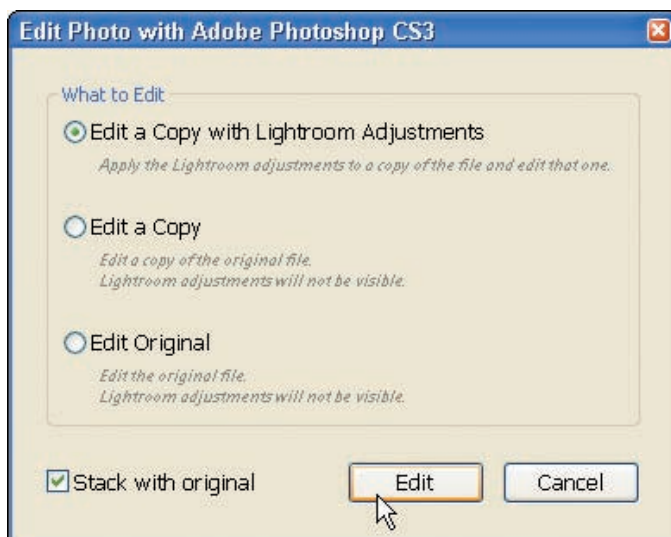 Edit Photo with Adobe Photoshop CS3
What to Edit
Edit a Copy with Lightroom Adjustments
Apply the Lightroom adjustments to a copy of the file and edit that one.
Edit a Copy
Edit a copy of the original file.
Lightroom adjustments will not be visible.
Edit Original
Edit the original file.
Lightroom adjustments will not be visible.
Stack with original
Edit
Cancel